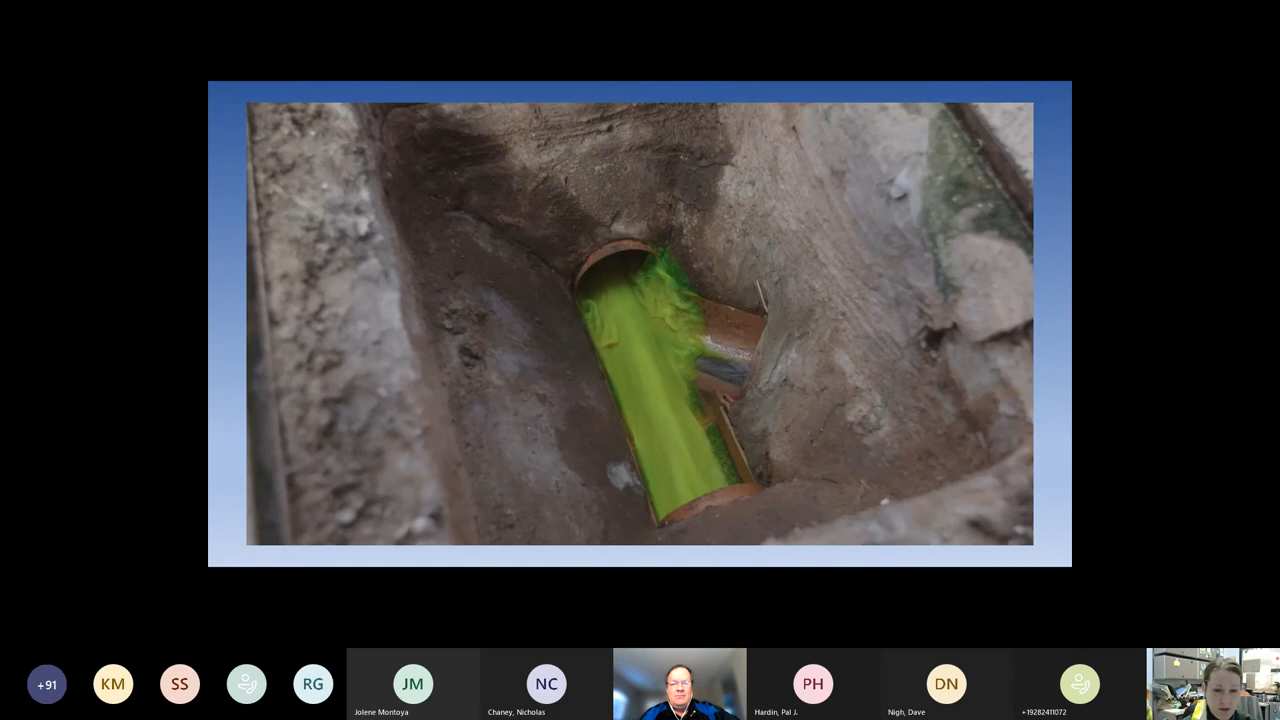 +91
KM
SS
RG
JM
Jolene Montoya
NC
Chaney, Nicholas
PH
Hardin, Pal J.
DN
Nigh, Dave
+19282411072